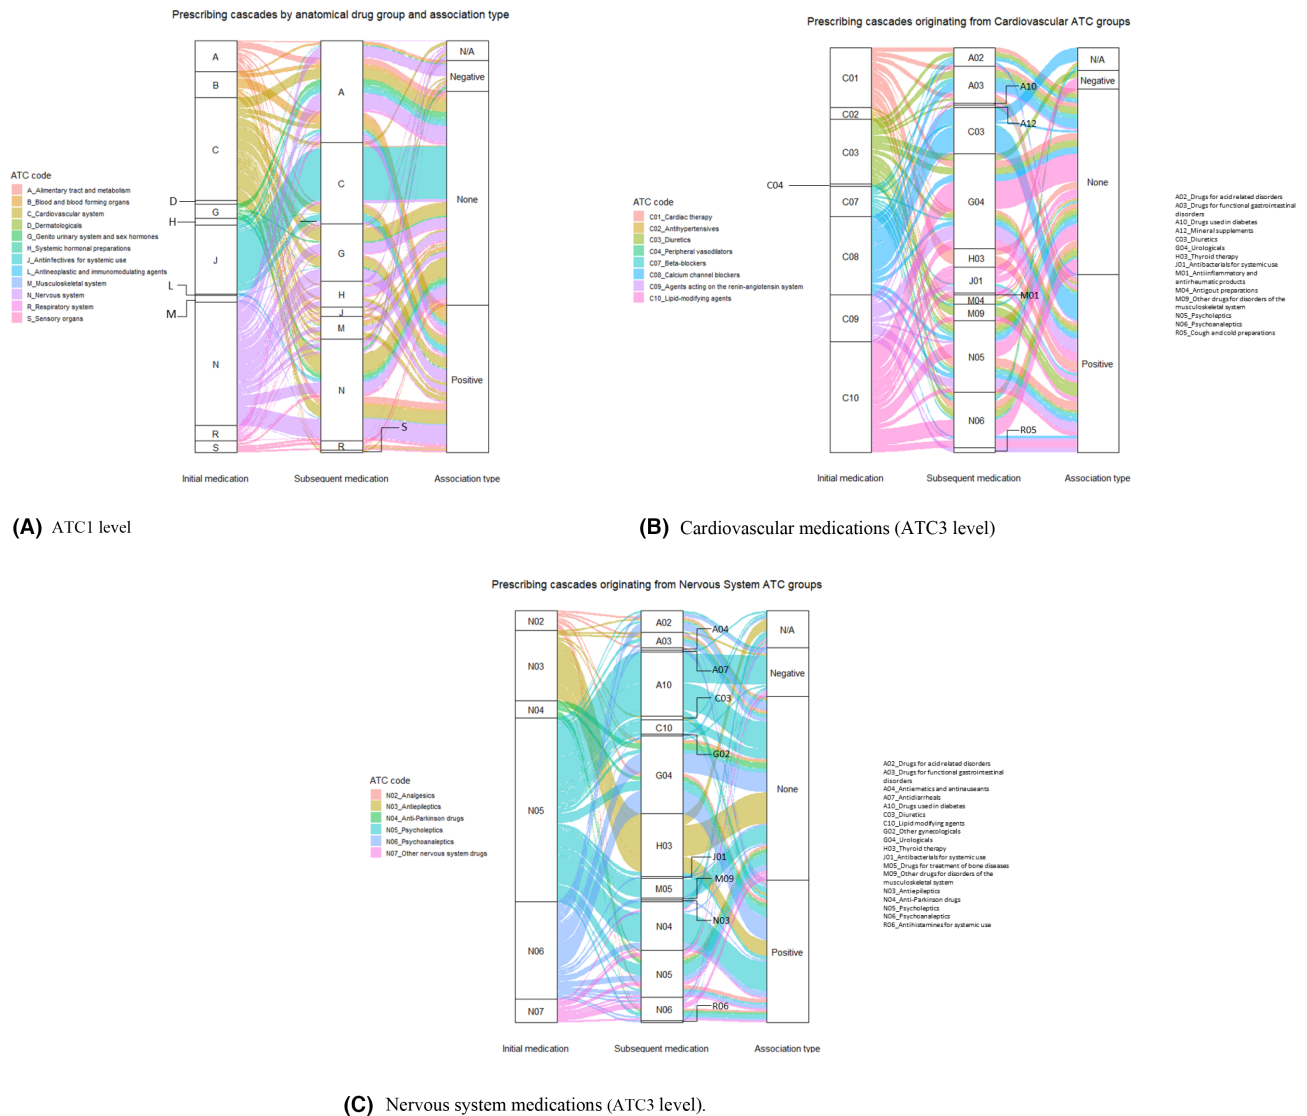 Prescribing cascades by anatomical drug group and association type
ATC code
A_Alimentary tract and metabolism
B_Blood and blood forming organs
C_Cardiovascular system
D_Dermatologicals
G_Genito urinary system and sex hormones
H_Systemic hormonal preparations
J_Antiinfectives for systemic use
L_Antineoplastic and immunomodulating agents
M_Musculoskeletal system
N_Nervous system
R_Respiratory system
S_Sensory organs
A
B
C
D
G
H
J
L
M
N
R
S
A
C
G
H
J
M
N
R
S
N/A
Negative
None
Positive
Initial medication
Subsequent medication
Association type
(A) ATC1 level
Prescribing cascades originating from Cardiovascular ATC groups
ATC code
C01_Cardiac therapy
C02_Antihypertensives
C03_Diuretics
C04_Peripheral vasodilators
C07_Beta-blockers
C08_Calcium channel blockers
C09_Agents acting on the renin-angiotensin system
C10_Lipid-modifying agents
C01
C02
C03
C04
C07
C08
C09
C10
A02
A03
A10
A12
C03
G04
H03
J01
M01
M04
M09
N05
N06
R05
N/A
Negative
None
Positive
Initial medication
Subsequent medication
Association type
A02_Drugs for acid related disorders
A03_Drugs for functional gastrointestinal
disorders
A10_Drugs used in diabetes
A12_Mineral supplements
C03_Diuretics
G04_Urologicals
H03_Thyroid therapy
J01_Antibacterials for systemic use
M01_Antiinflammatory and
antirheumatic products
M04_Antigout preparations
M09_Other drugs for disorders of the
musculoskeletal system
N05_Psycholeptics
N06_Psychoanaleptics
R05_Cough and cold preparations
(B) Cardiovascular medications (ATC3 level)
Prescribing cascades originating from Nervous System ATC groups
ATC code
N02_Analgesics
N03_Antiepileptics
N04_Anti-Parkinson drugs
N05_Psycholeptics
N06_Psychoanaleptics
N07_Other nervous system drugs
N02
N03
N04
N05
N06
N07
A02
A03
A04
A07
A10
C03
C10
G02
G04
H03
J01
M05
M09
N03
N04
N05
N06
R06
N/A
Negative
None
Positive
Initial medication
Subsequent medication
Association type
A02_Drugs for acid related disorders
A03_Drugs for functional gastrointestinal
disorders
A04_Antiemetics and antinauseants
A07_Antidiarrheals
A10_Drugs used in diabetes
C03_Diuretics
C10_Lipid modifying agents
G02_Other gynecologicals
G04_Urologicals
H03_Thyroid therapy
J01_Antibacterials for systemic use
M05_Drugs for treatment of bone diseases
M09_Other drugs for disorders of the
musculoskeletal system
N03_Antiepileptics
N04_Anti-Parkinson drugs
N05_Psycholeptics
N06_Psychoanaleptics
R06_Antihistamines for systemic use
(C) Nervous system medications (ATC3 level).